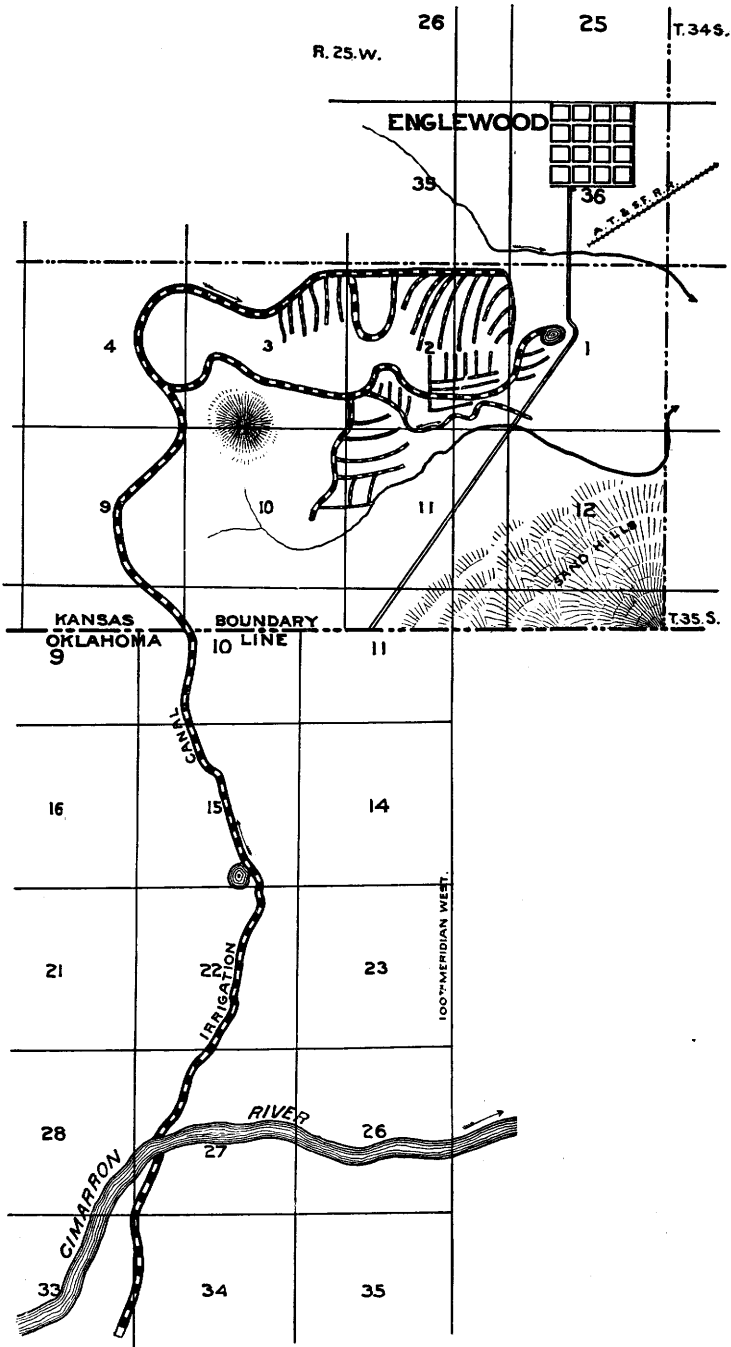 26
25
T. 34 S.
R. 25. W.
ENGLEWOOD
35
36
A. T. & S. F. R. R.
4
3
2
1
9
10
11
12
SAND HILLS
KANSAS
BOUNDARY
T. 35. S.
OKLAHOMA
LINE
9
10
11
CANAL
16
15
14
21
22
23
IRRIGATION
100TH MERIDIAN WEST.
28
27
26
CIMARRON
RIVER
33
34
35